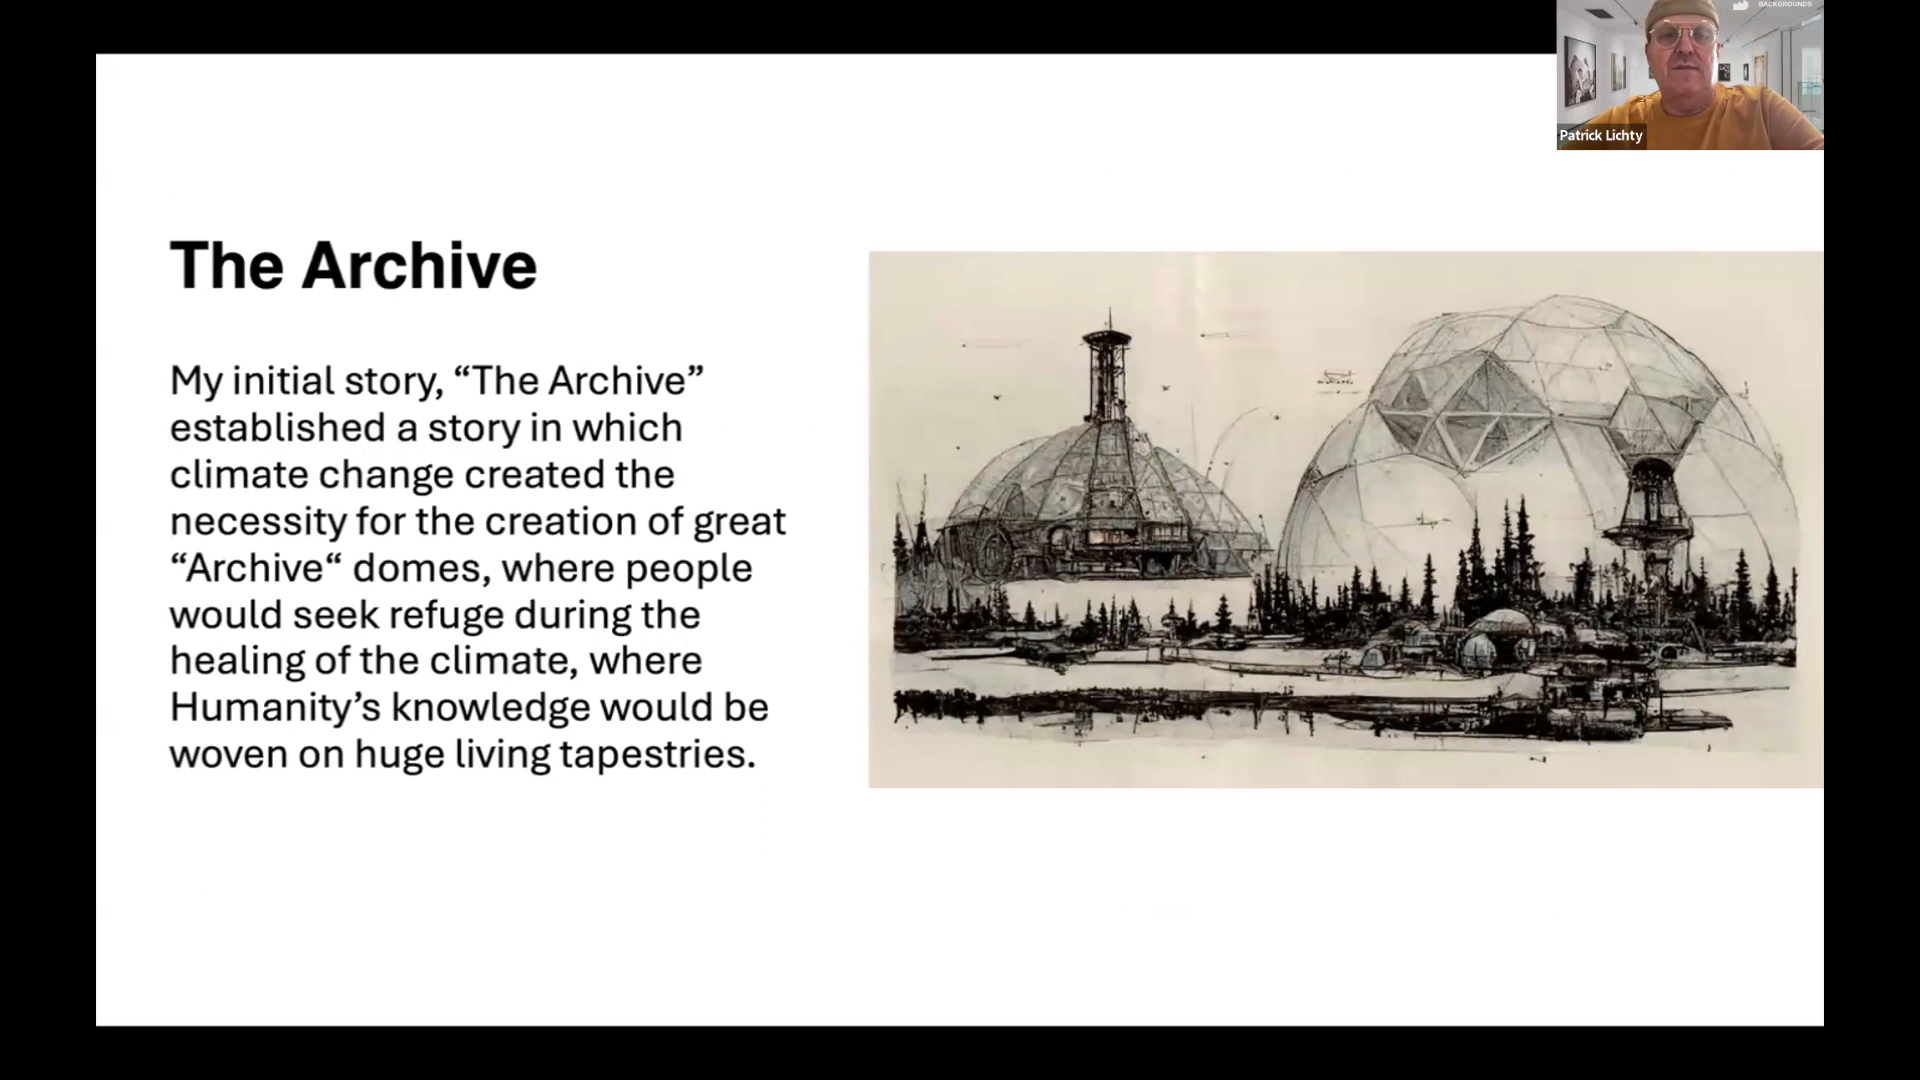 BACKGROUNDS
Patrick Lichty
The Archive
My initial story, “The Archive”
established a story in which
climate change created the
necessity for the creation of great
“Archive“ domes, where people
would seek refuge during the
healing of the climate, where
Humanity’s knowledge would be
woven on huge living tapestries.